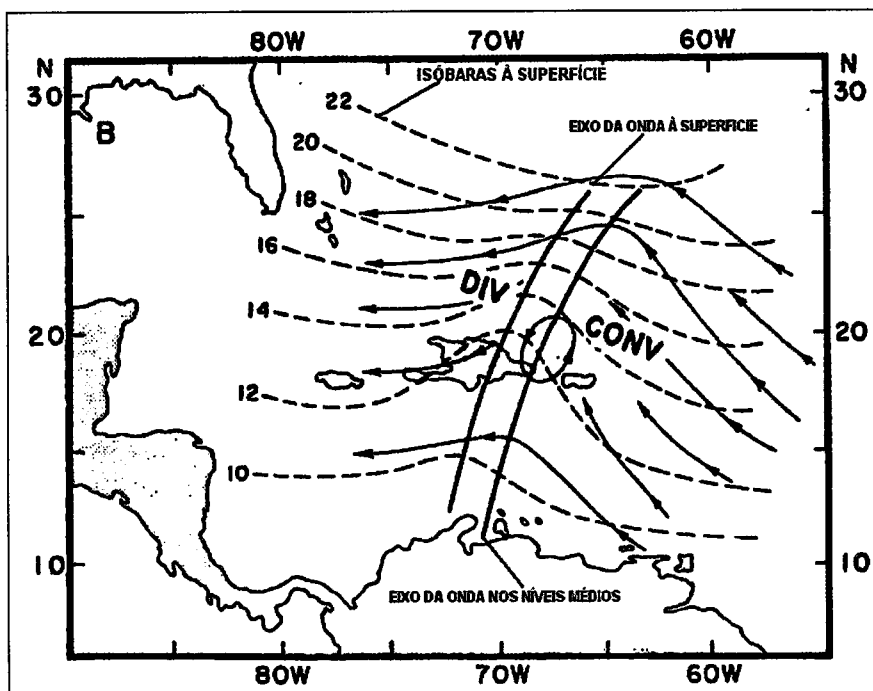 80W 70W 60W
N N
ISÓBARAS À SUPERFÍCIE
30 22 30
EIXO DA ONDA À SUPERFICIE
B
20
18
16
DIV
14
CONV
20 20
12
10
10 10
EIXO DA ONDA NOS NÍVEIS MÉDIOS
80W 70W 60W